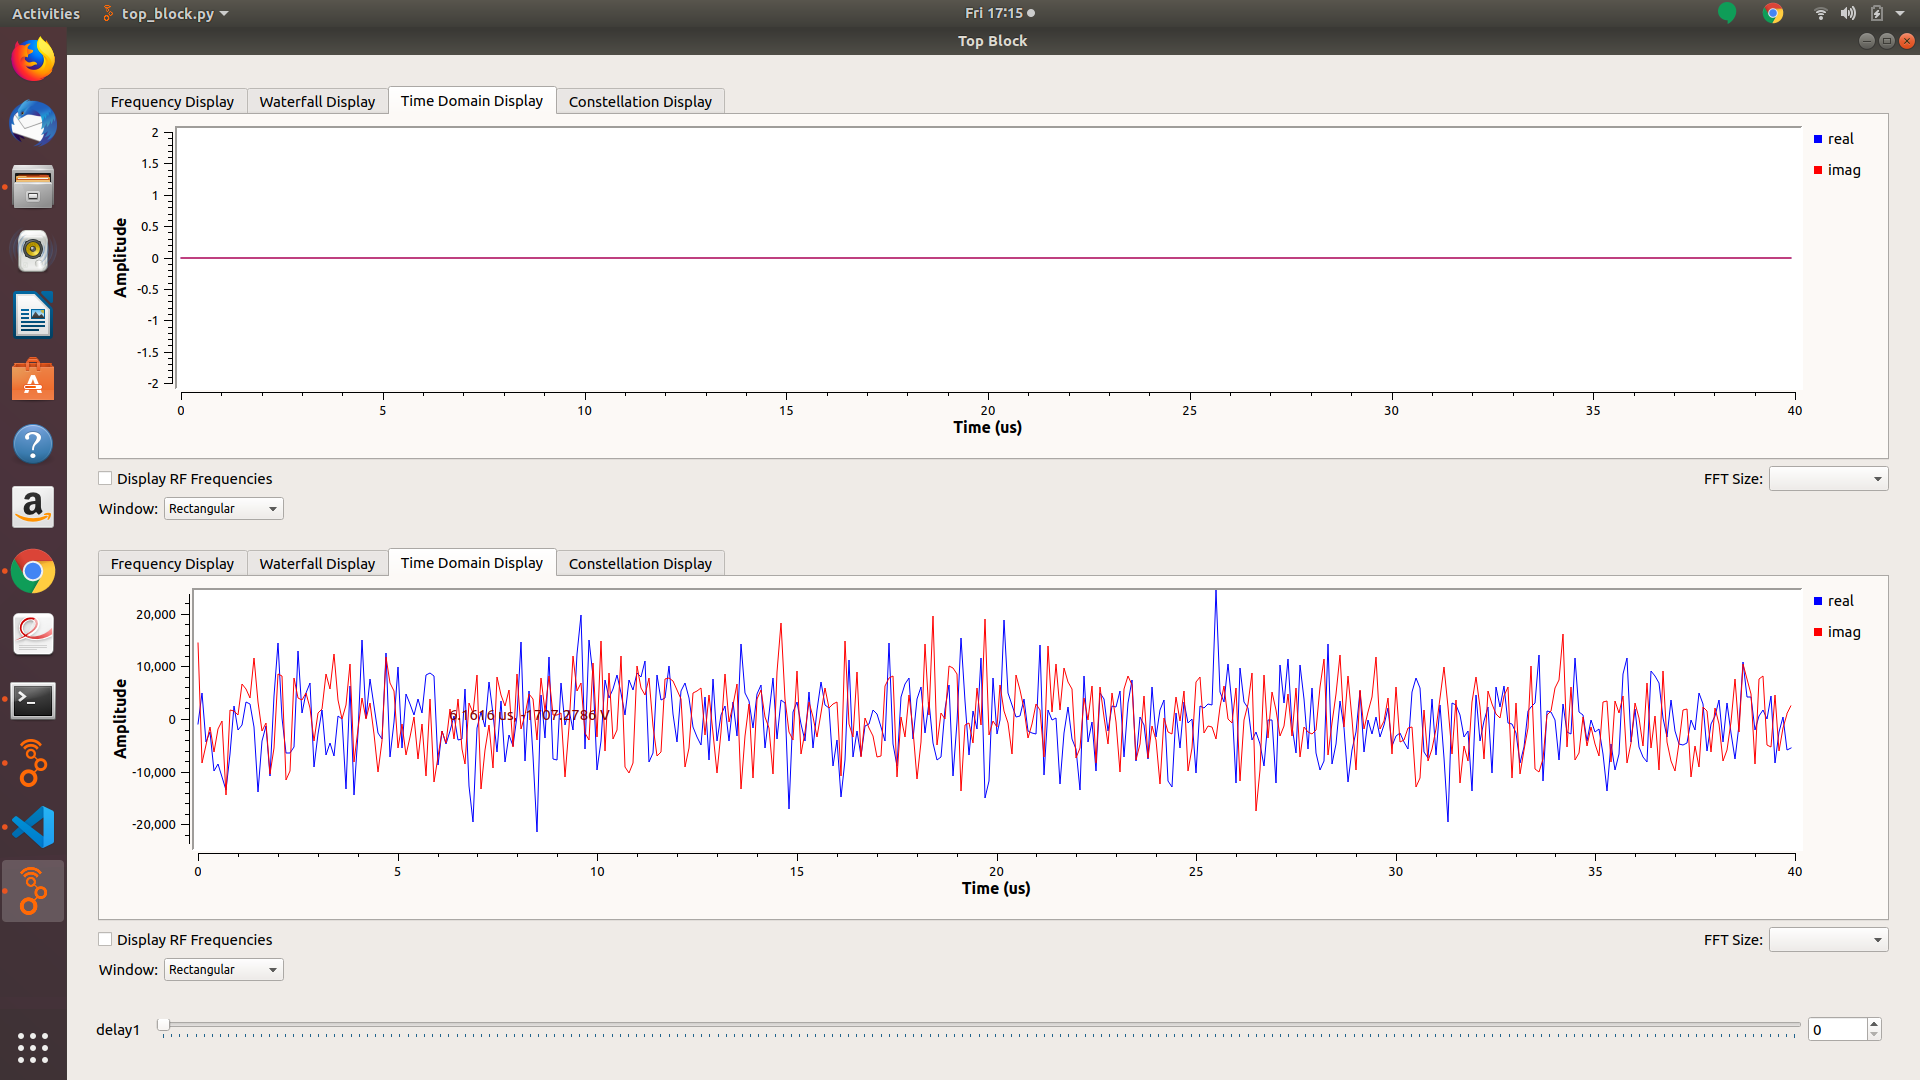 Activities top_block.py Fri 17:15
Top Block
Frequency Display Waterfall Display Time Domain Display Constellation Display
2
1.5
1
0.5
0
-0.5
-1
-1.5
-2
Amplitude
real
imag
0 5 10 15 20 25 30 35 40
Time (us)
Display RF Frequencies FFT Size:
Window: Rectangular
Frequency Display Waterfall Display Time Domain Display Constellation Display
20,000
10,000
0
-10,000
-20,000
Amplitude
real
imag
6.1616 us, -1707.2786 V
0 5 10 15 20 25 30 35 40
Time (us)
Display RF Frequencies FFT Size:
Window: Rectangular
delay1 0